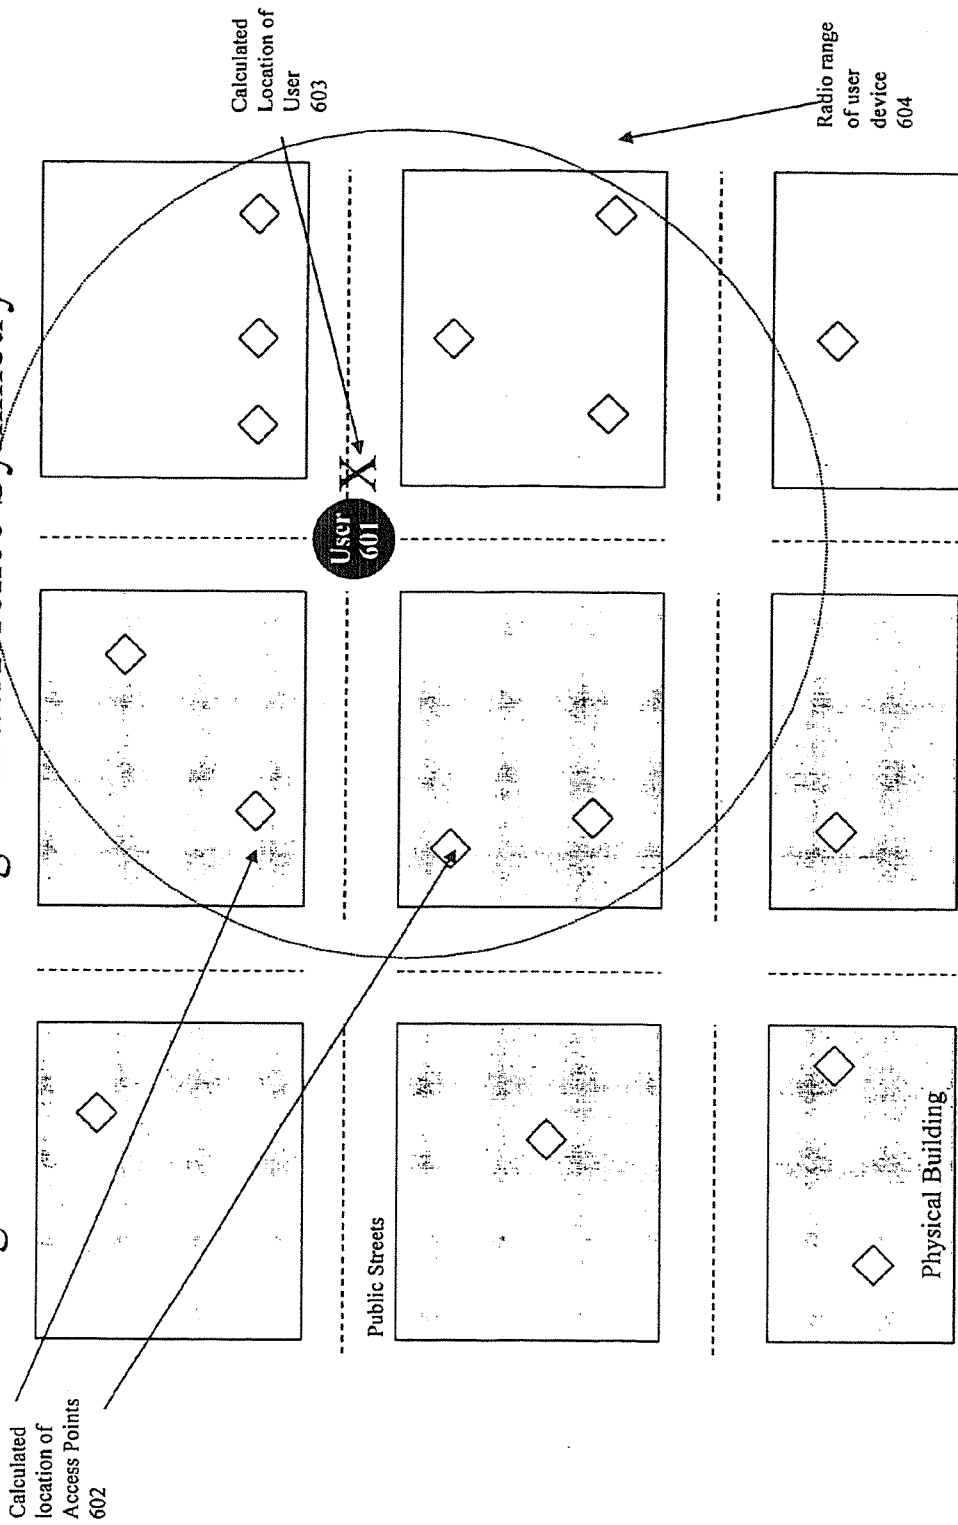 Calculated
Location of
User
603
Radio range
of user
device
604
X
User
601
Public Streets
Physical Building
Calculated
location of
Access Points
602